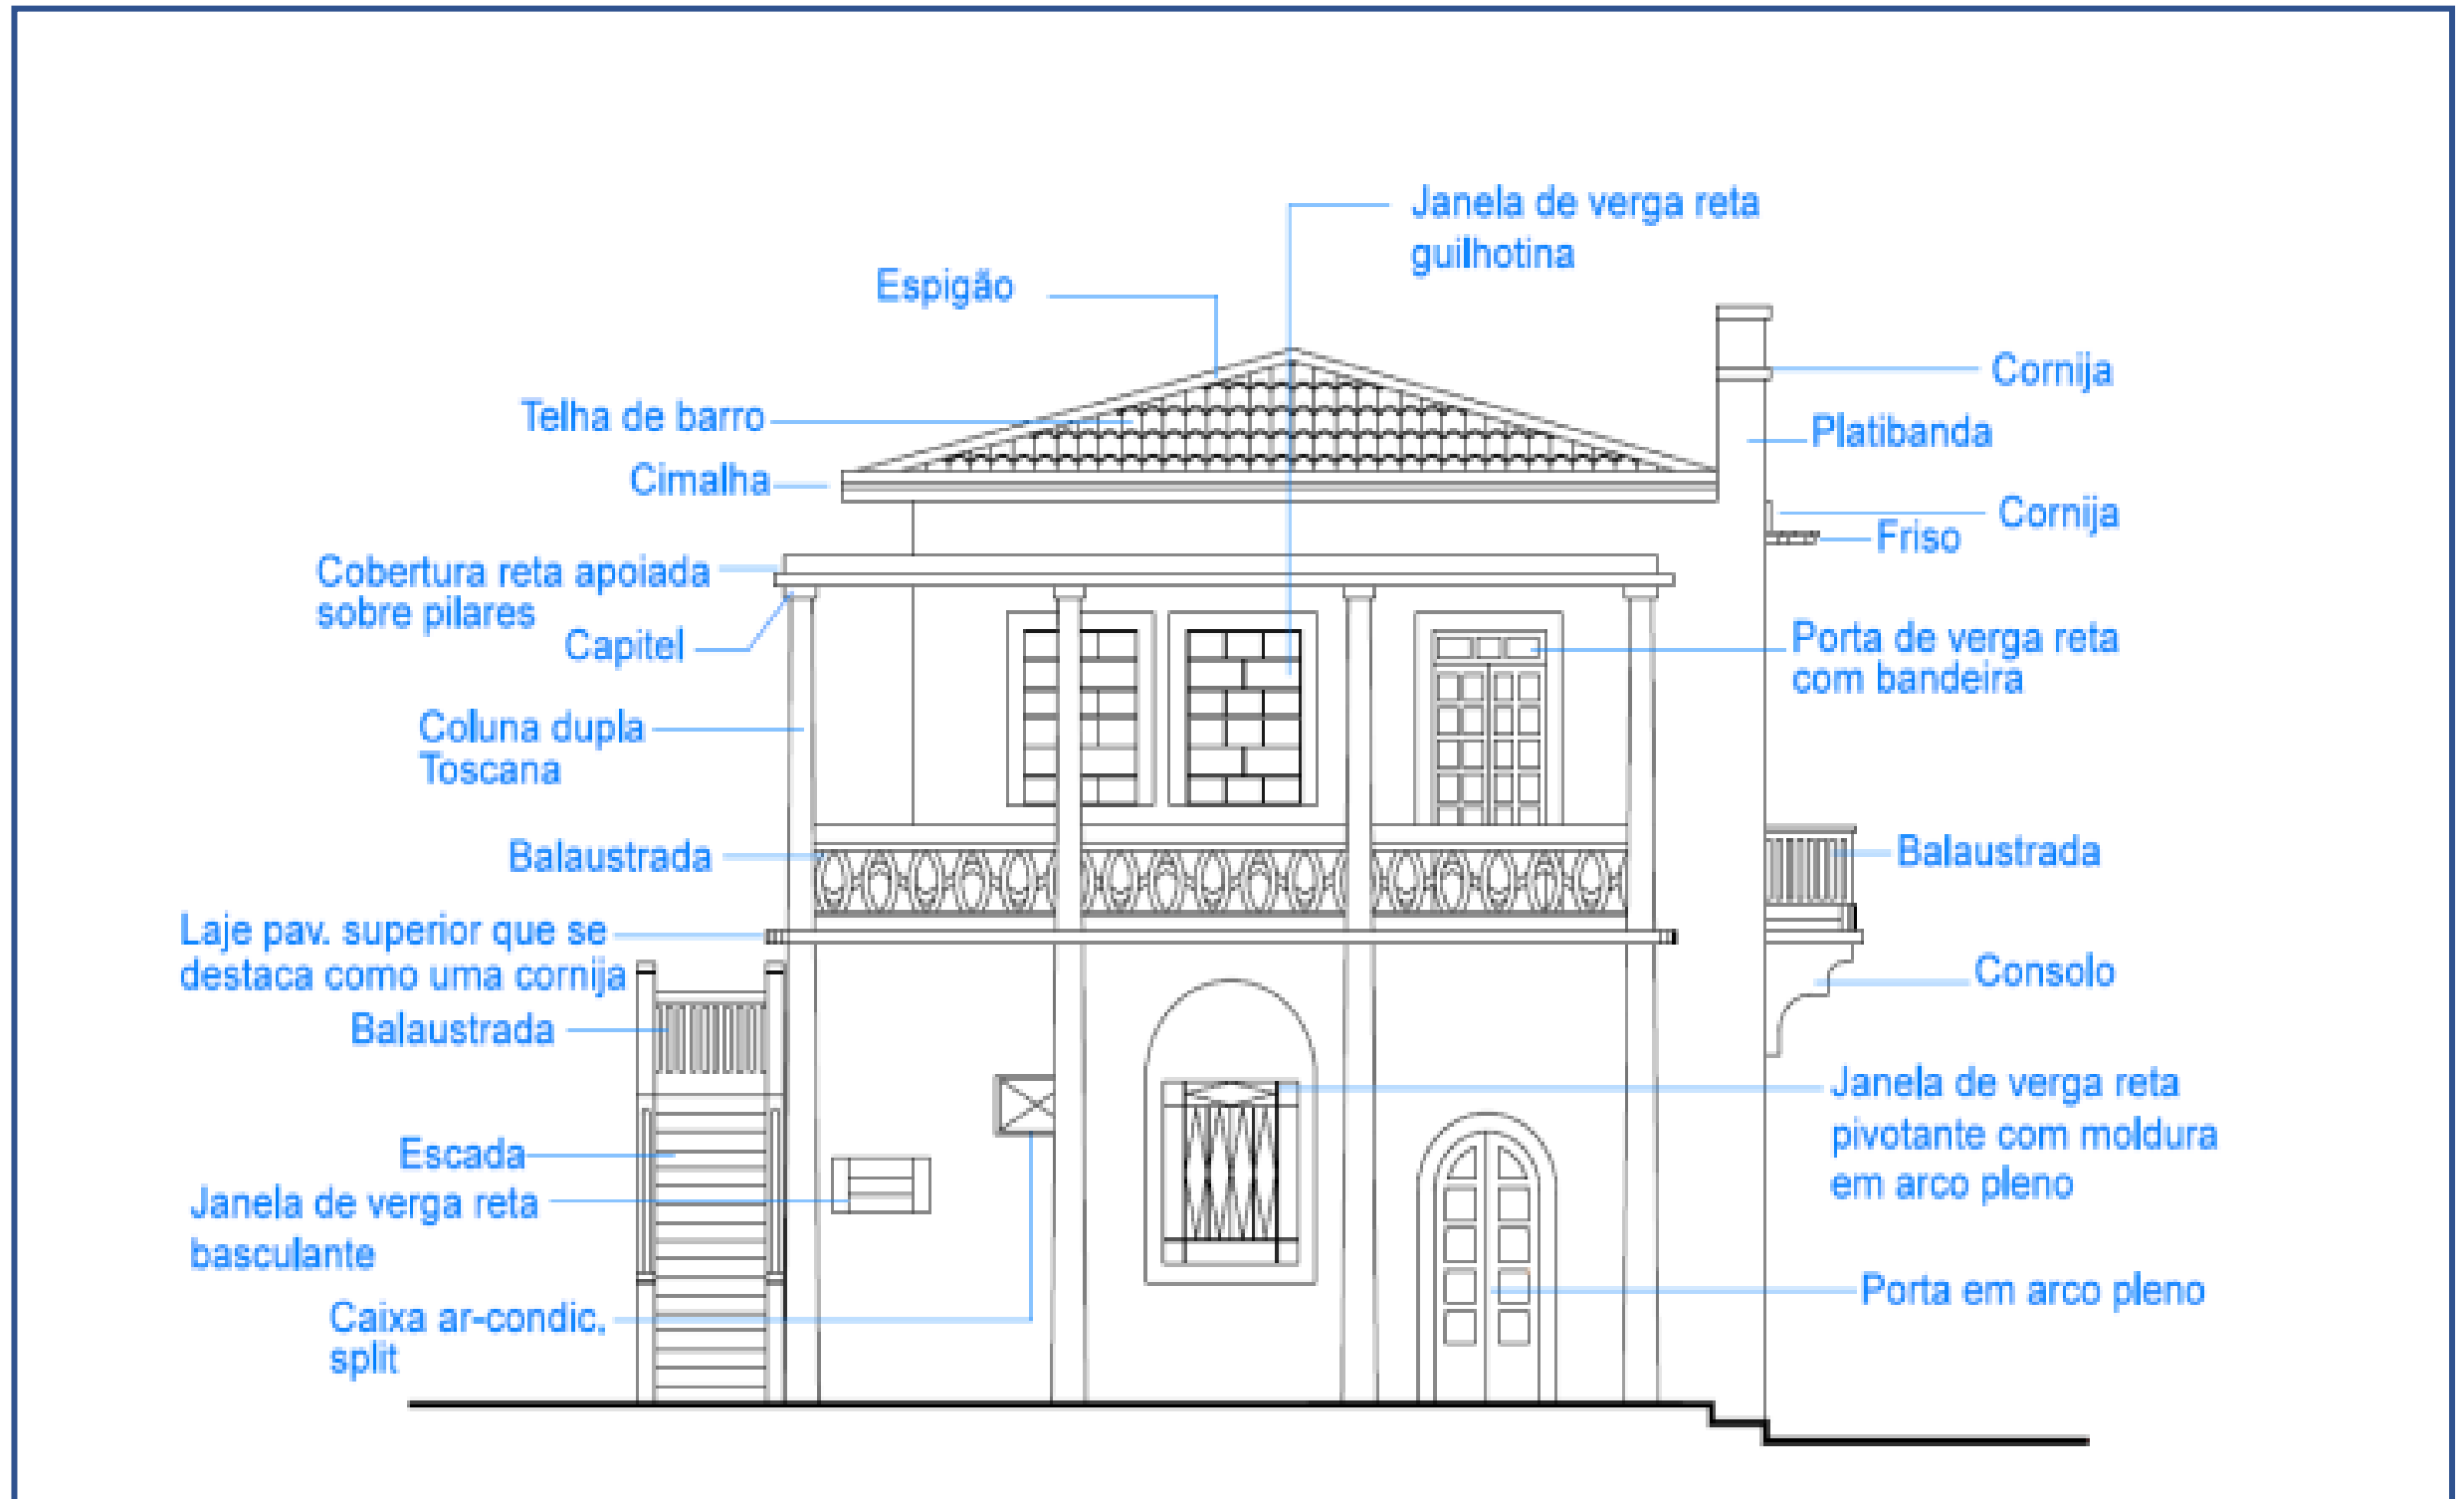 Janela de verga reta
guilhotina
Espigão
Cornija
Telha de barro
Platibanda
Cimalha
Cornija
Friso
Cobertura reta apoiada
sobre pilares
Capitel
Porta de verga reta
com bandeira
Coluna dupla
Toscana
Balaustrada
Balaustrada
Laje pav. superior que se
destaca como uma cornija
Consolo
Balaustrada
Janela de verga reta
pivotante com moldura
em arco pleno
Escada
Janela de verga reta
basculante
Porta em arco pleno
Caixa ar-condic,
split